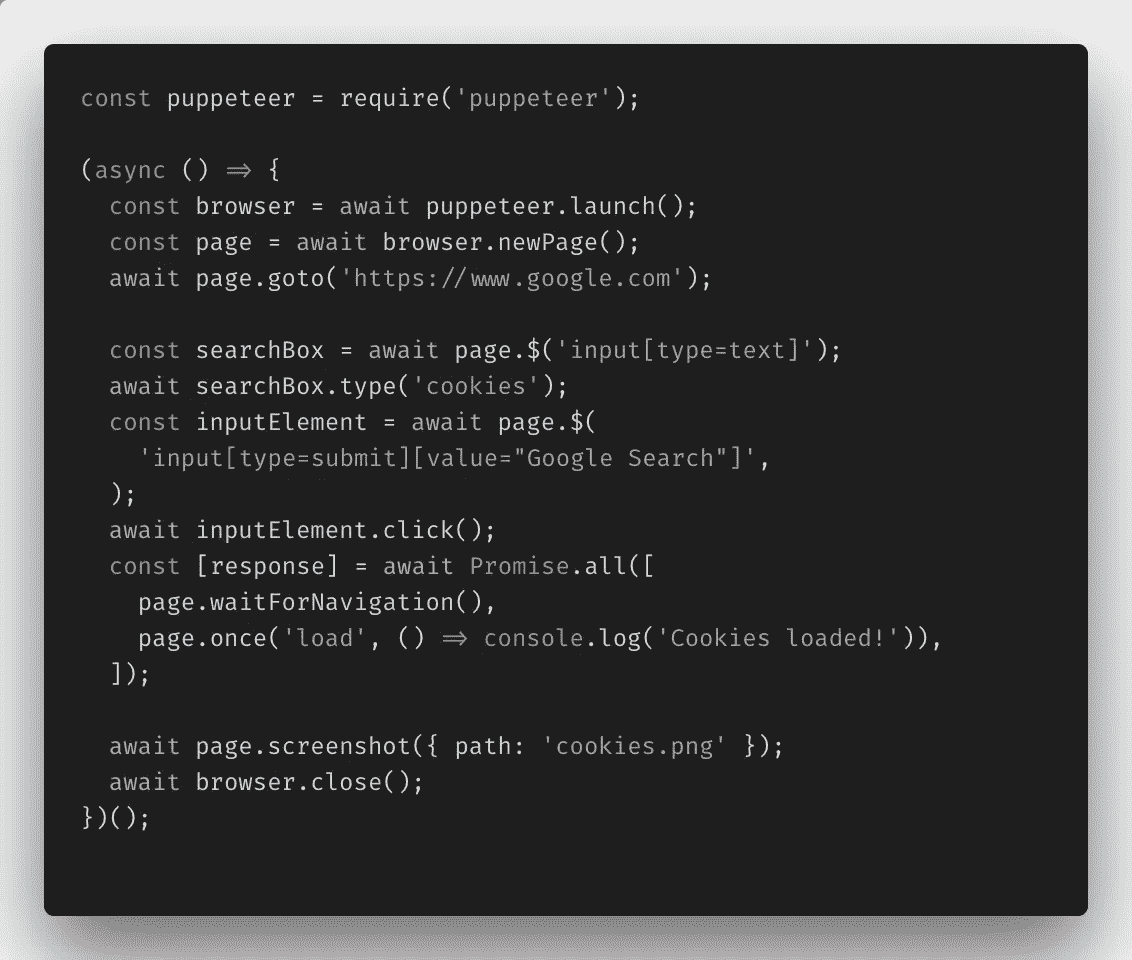 const puppeteer = require('puppeteer');
(async () => {
  const browser = await puppeteer.launch();
  const page = await browser.newPage();
  await page.goto('https://www.google.com');
  const searchBox = await page.$('input[type=text]');
  await searchBox.type('cookies');
  const inputElement = await page.$(
    'input[type=submit][value="Google Search"]',
  );
  await inputElement.click();
  const [response] = await Promise.all([
    page.waitForNavigation(),
    page.once('load', () => console.log('Cookies loaded!')),
  ]);
  await page.screenshot({ path: 'cookies.png' });
  await browser.close();
})();